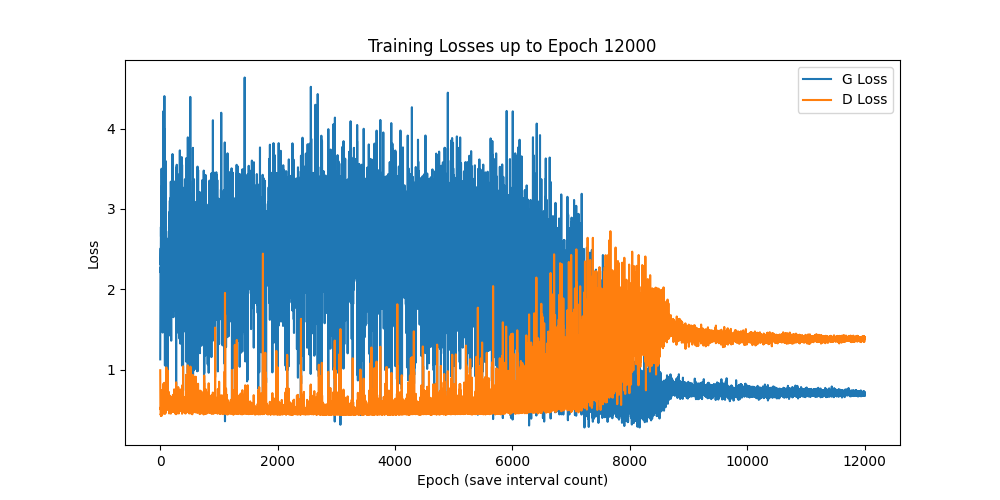 Training Losses up to Epoch 12000
G Loss
D Loss
Loss
4
3
2
1
0 2000 4000 6000 8000 10000 12000
Epoch (save interval count)